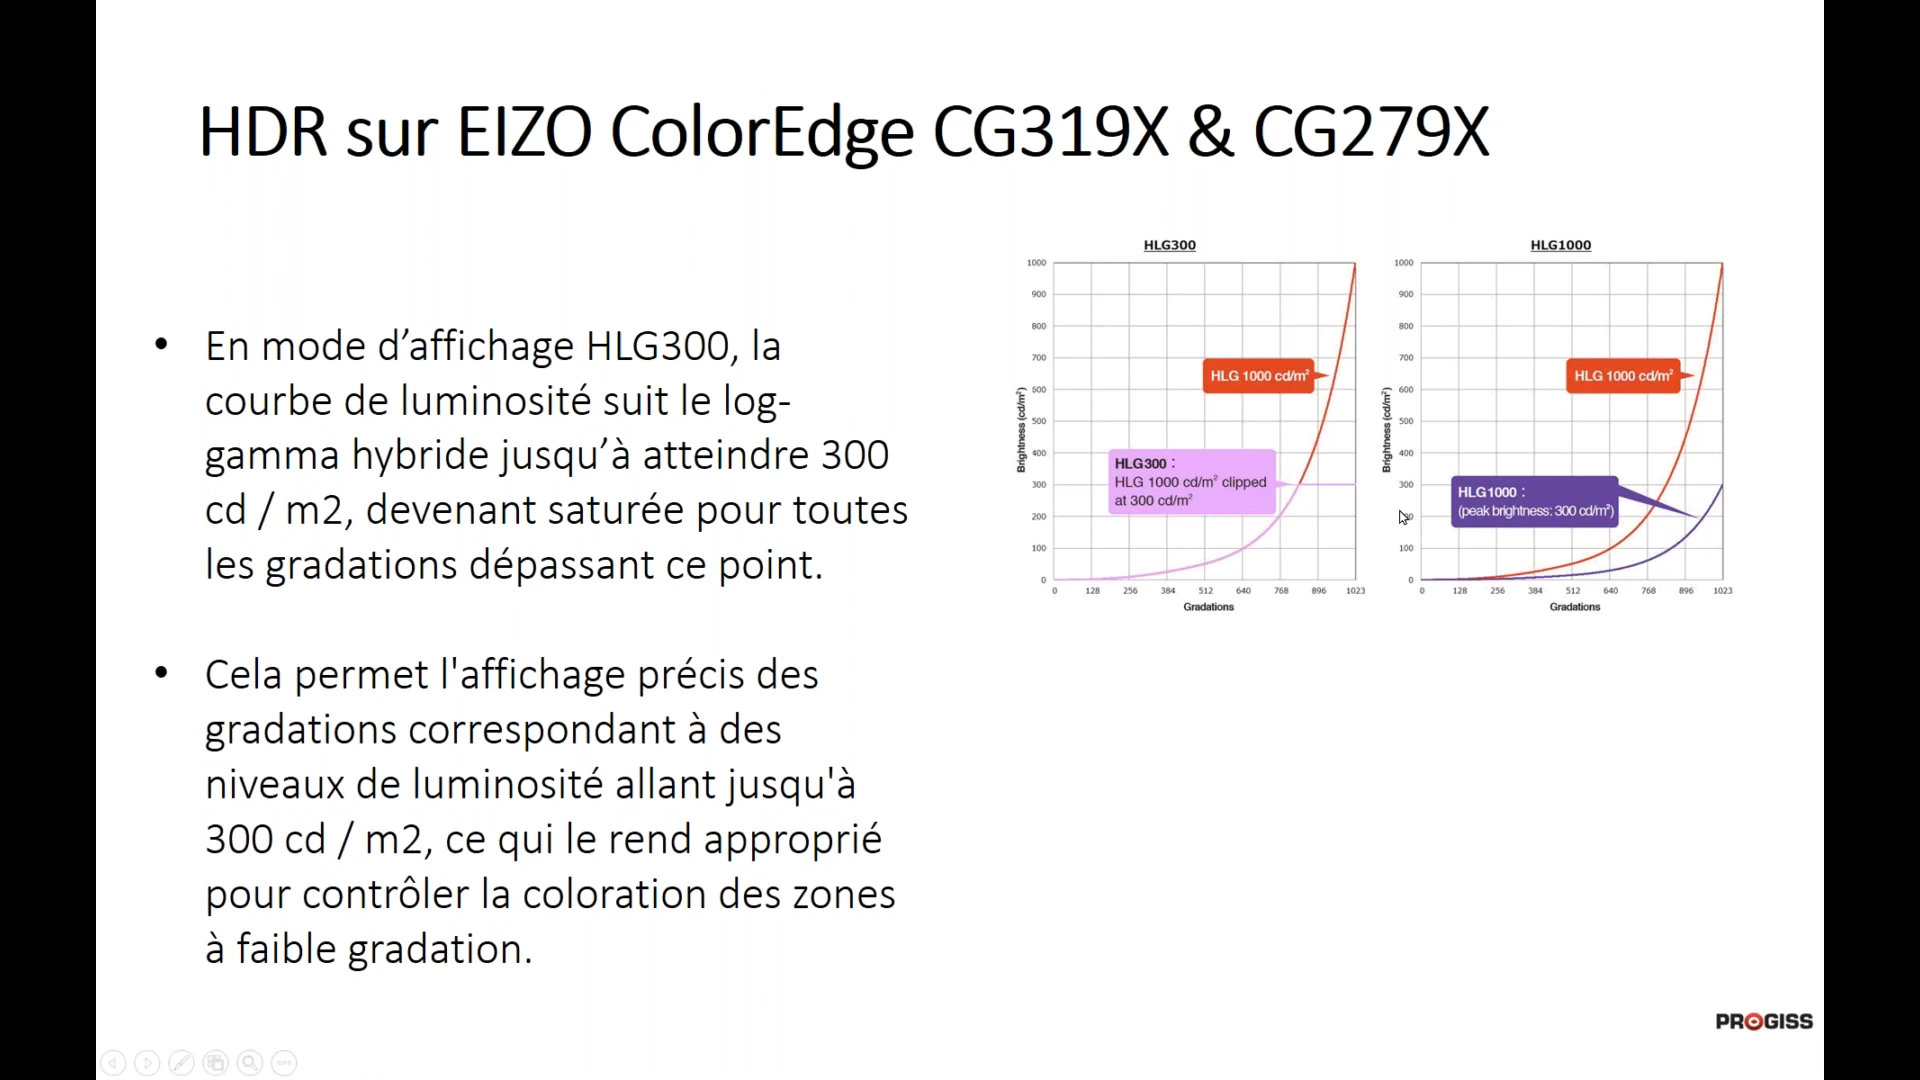 HDR sur EIZO ColorEdge CG319X & CG279X
• En mode d’affichage HLG300, la
courbe de luminosité suit le log-
gamma hybride jusqu’à atteindre 300
cd / m2, devenant saturée pour toutes
les gradations dépassant ce point.
• Cela permet l'affichage précis des
gradations correspondant à des
niveaux de luminosité allant jusqu'à
300 cd / m2, ce qui le rend approprié
pour contrôler la coloration des zones
à faible gradation.
HLG300
1000
900
800
700
600
500
400
300
200
100
0
Brightness (cd/m²)
HLG 1000 cd/m²
HLG300 :
HLG 1000 cd/m² clipped
at 300 cd/m²
0 128 256 384 512 640 768 896 1023
Gradations
HLG1000
1000
900
800
700
600
500
400
300
100
0
Brightness (cd/m²)
HLG 1000 cd/m²
HLG1000 :
(peak brightness: 300 cd/m²)
0 128 256 384 512 640 768 896 1023
Gradations
PROGISS